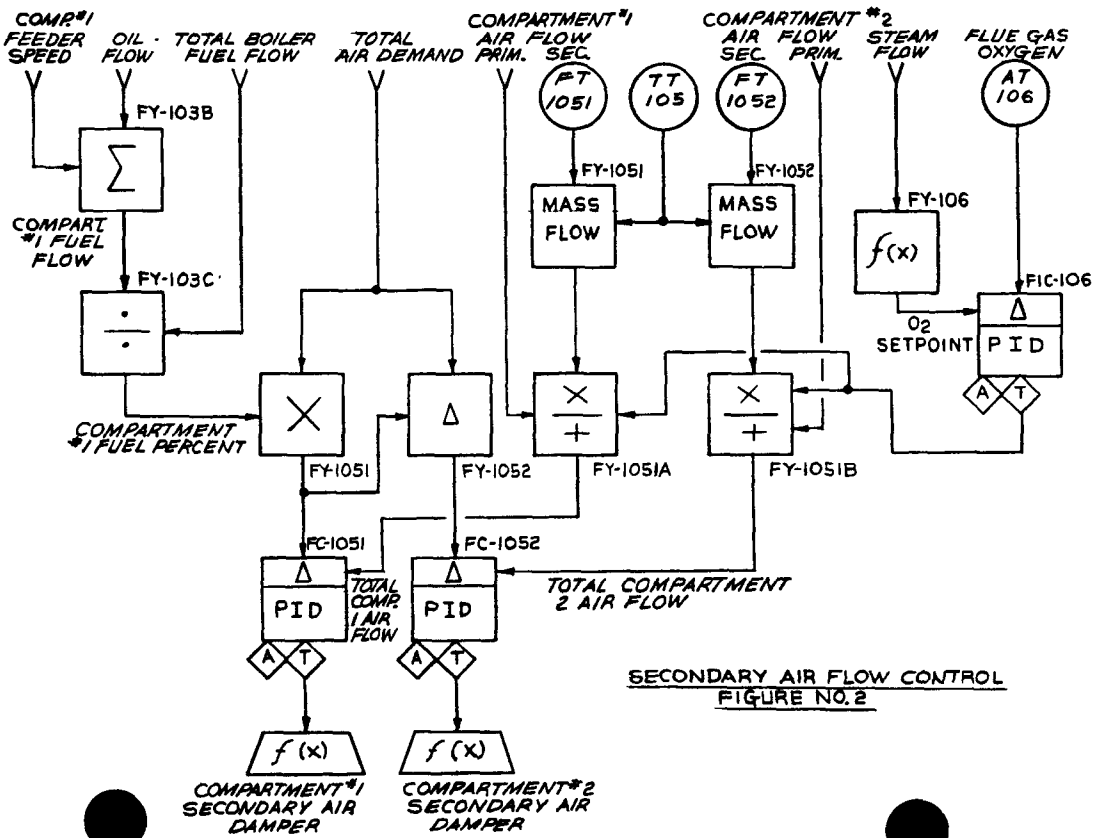 COMP. #1
FEEDER
SPEED
OIL
FLOW
TOTAL BOILER
FUEL FLOW
TOTAL
AIR DEMAND
COMPARTMENT #1
AIR FLOW
PRIM. SEC.
COMPARTMENT #2
AIR FLOW
SEC. PRIM.
STEAM
FLOW
FLUE GAS
OXYGEN
FT
1051
TT
105
FT
1052
AT
106
FY-103B
Σ
FY-1051
MASS
FLOW
FY-1052
MASS
FLOW
FY-106
f(x)
COMPART
#1 FUEL
FLOW
FY-103C
÷
FIC-106
Δ
PID
A T
O2
SETPOINT
COMPARTMENT
#1 FUEL PERCENT
×
FY-1051
Δ
FY-1052
×
+
FY-1051A
×
+
FY-1051B
FC-1051
Δ
PID
A T
TOTAL
COMP.
1 AIR
FLOW
FC-1052
Δ
PID
A T
TOTAL COMPARTMENT
2 AIR FLOW
f(x)
COMPARTMENT #1
SECONDARY AIR
DAMPER
f(x)
COMPARTMENT #2
SECONDARY AIR
DAMPER
SECONDARY AIR FLOW CONTROL
FIGURE NO. 2